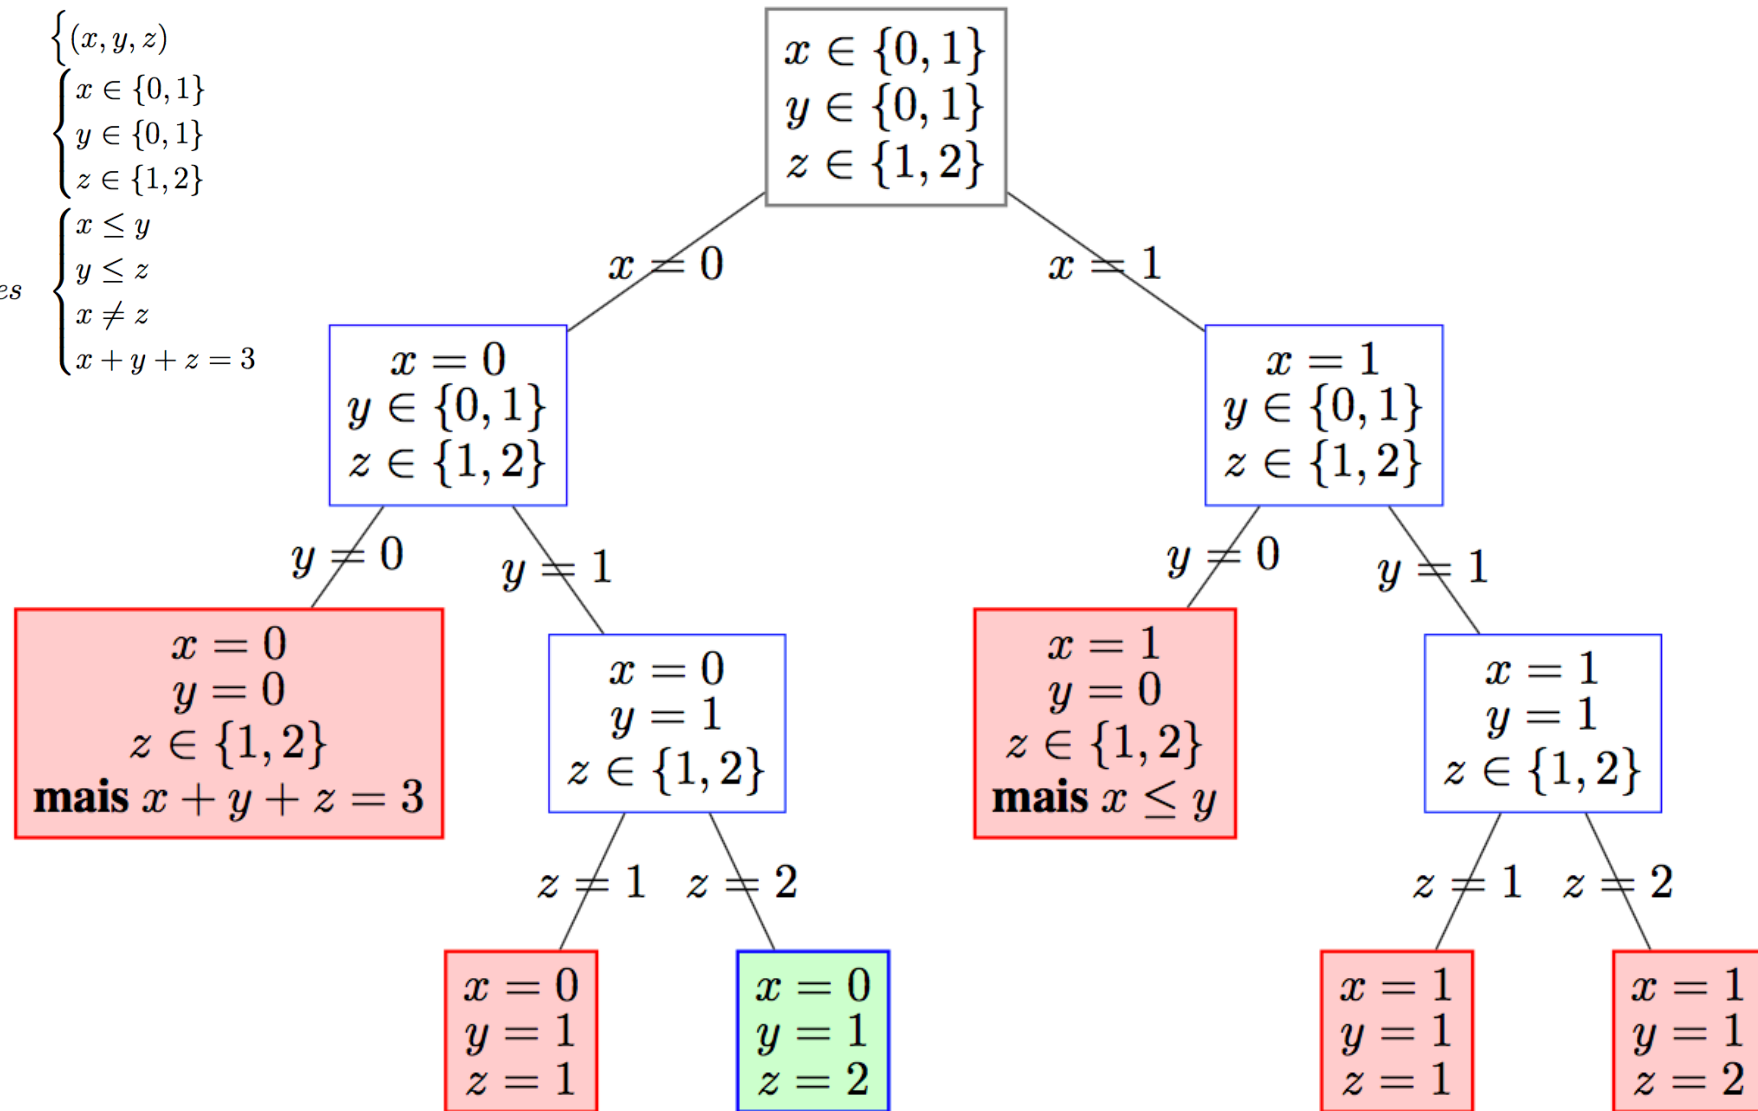 {(x, y, z)
x ∈ {0, 1}
y ∈ {0, 1}
z ∈ {1, 2}
es
x ≤ y
y ≤ z
x ≠ z
x + y + z = 3
x ∈ {0, 1}
y ∈ {0, 1}
z ∈ {1, 2}
x = 0
x = 1
x = 0
y ∈ {0, 1}
z ∈ {1, 2}
x = 1
y ∈ {0, 1}
z ∈ {1, 2}
y = 0
y = 1
y = 0
y = 1
x = 0
y = 0
z ∈ {1, 2}
mais x + y + z = 3
x = 0
y = 1
z ∈ {1, 2}
x = 1
y = 0
z ∈ {1, 2}
mais x ≤ y
x = 1
y = 1
z ∈ {1, 2}
z = 1
z = 2
z = 1
z = 2
x = 0
y = 1
z = 1
x = 0
y = 1
z = 2
x = 1
y = 1
z = 1
x = 1
y = 1
z = 2